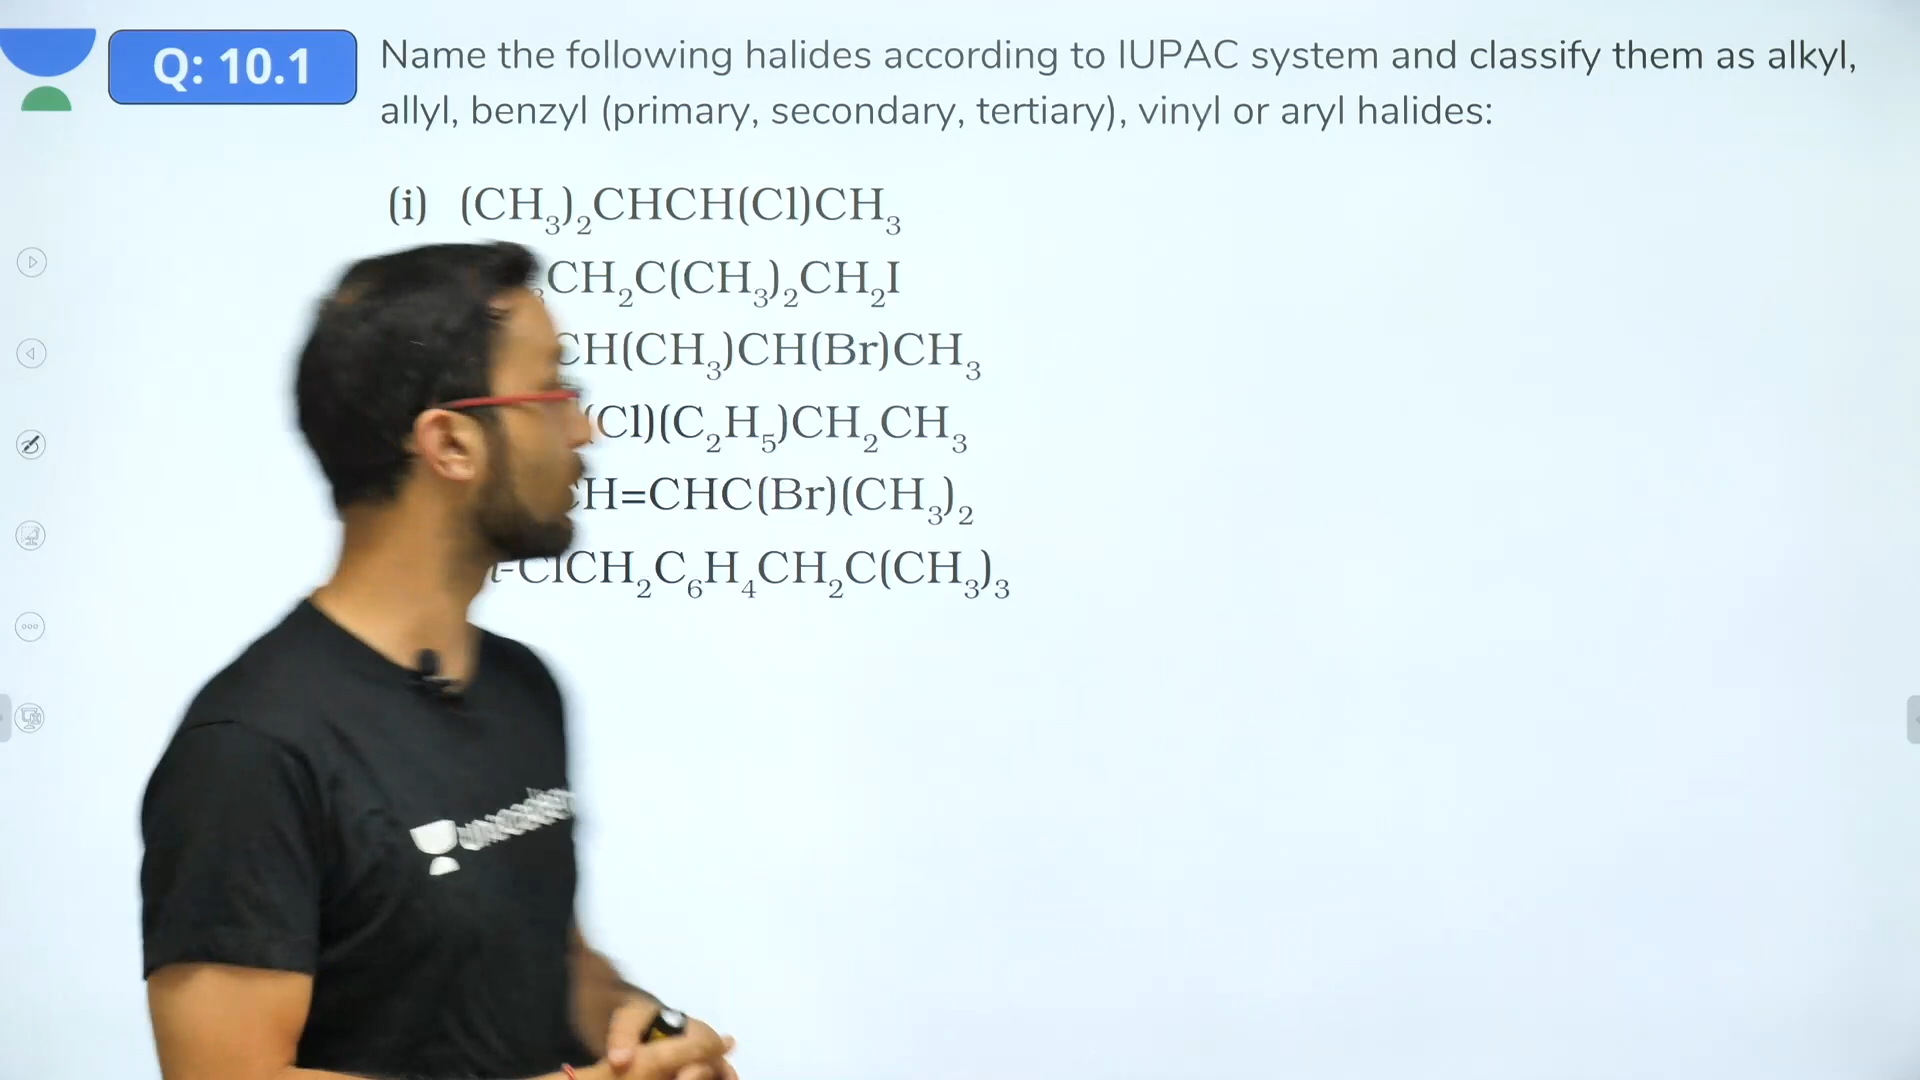 Q: 10.1
Name the following halides according to IUPAC system and classify them as alkyl,
allyl, benzyl (primary, secondary, tertiary), vinyl or aryl halides:
(i) (CH₃)₂CHCH(Cl)CH₃
₃CH₂C(CH₃)₂CH₂I
CH(CH₃)CH(Br)CH₃
(Cl)(C₂H₅)CH₂CH₃
CH=CHC(Br)(CH₃)₂
-ClCH₂C₆H₄CH₂C(CH₃)₃